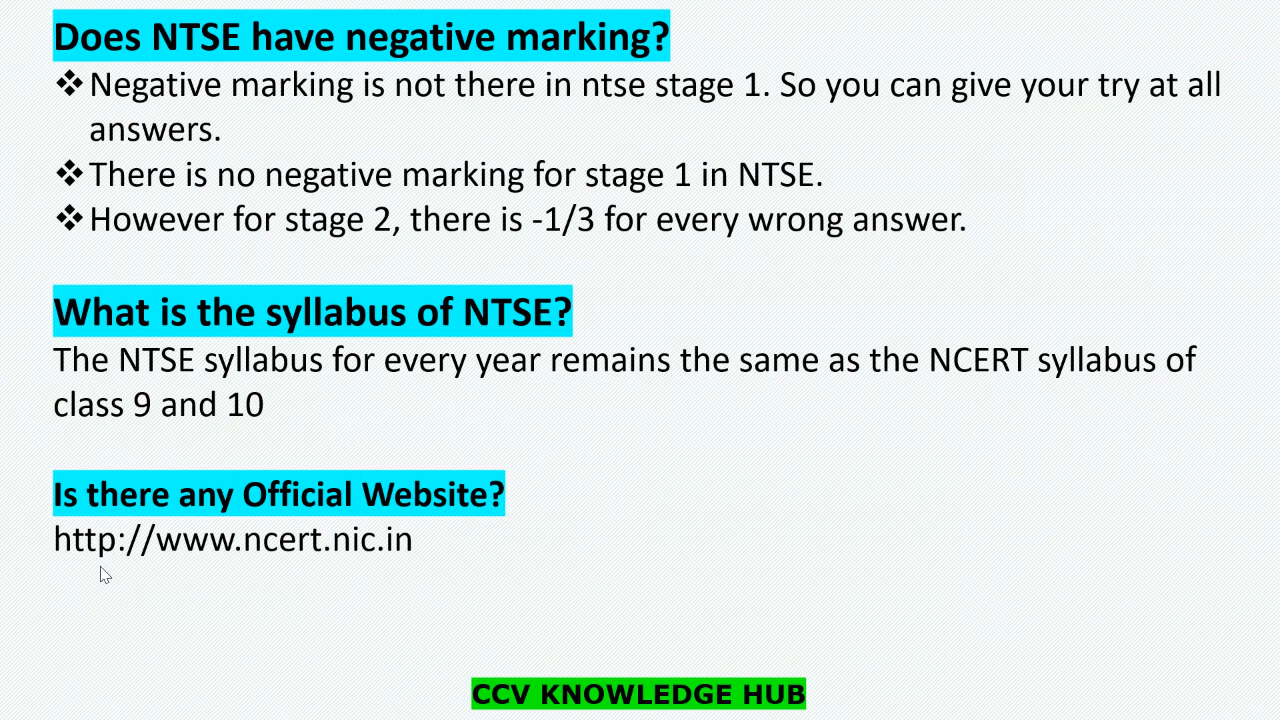 Does NTSE have negative marking?
❖ Negative marking is not there in ntse stage 1. So you can give your try at all
answers.
❖ There is no negative marking for stage 1 in NTSE.
❖ However for stage 2, there is -1/3 for every wrong answer.
What is the syllabus of NTSE?
The NTSE syllabus for every year remains the same as the NCERT syllabus of
class 9 and 10
Is there any Official Website?
http://www.ncert.nic.in
CCV KNOWLEDGE HUB